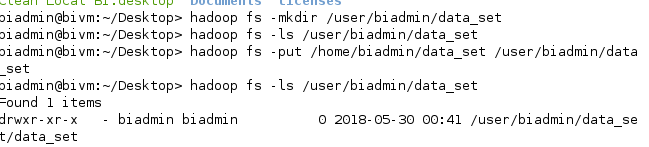 Clean Local BI.desktop  Documents  licenses
biadmin@bivm:~/Desktop> hadoop fs -mkdir /user/biadmin/data_set
biadmin@bivm:~/Desktop> hadoop fs -ls /user/biadmin/data_set
biadmin@bivm:~/Desktop> hadoop fs -put /home/biadmin/data_set /user/biadmin/data
_set
biadmin@bivm:~/Desktop> hadoop fs -ls /user/biadmin/data_set
Found 1 items
drwxr-xr-x   - biadmin biadmin          0 2018-05-30 00:41 /user/biadmin/data_se
t/data_set